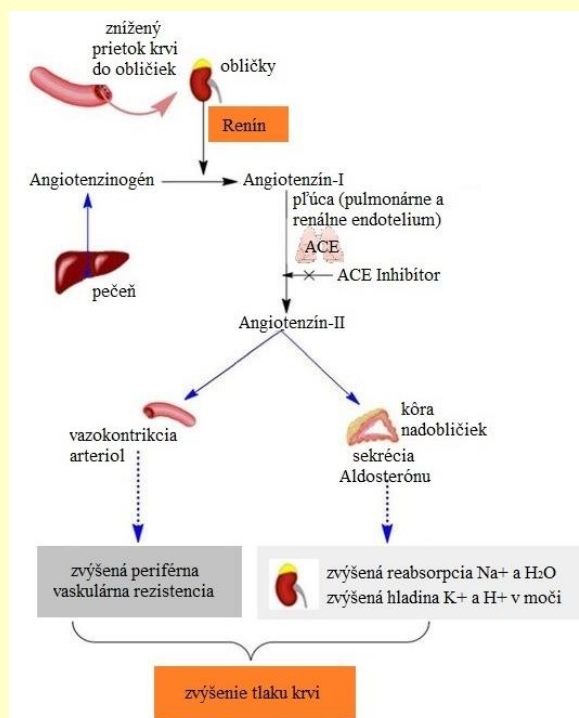 znížený
prietok krvi
do obličiek
obličky
Renín
Angiotenzinogén
Angiotenzín-I
pľúca (pulmonárne a
renálne endotelium)
ACE
ACE Inhibítor
pečeň
Angiotenzín-II
vazokontrikcia
arteriol
kôra
nadobličiek
sekrécia
Aldosterónu
zvýšená periférna
vaskulárna rezistencia
zvýšená reabsorpcia Na+ a H2O
zvýšená hladina K+ a H+ v moči
zvýšenie tlaku krvi